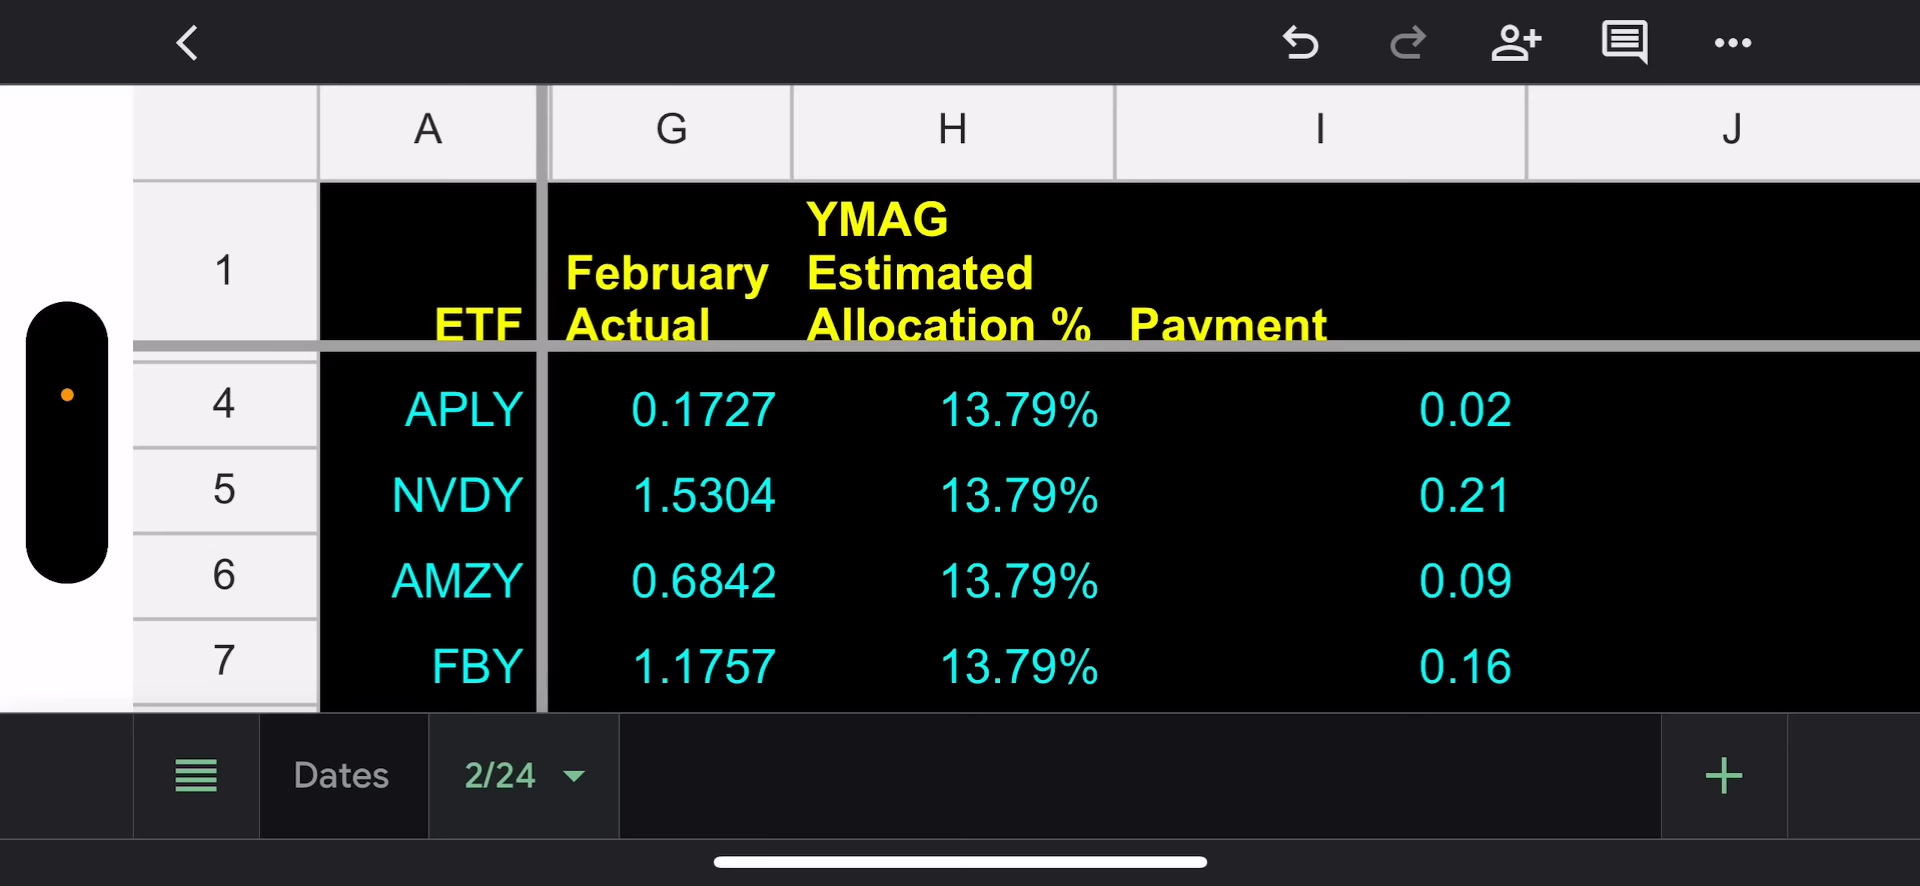 A G H I J
1 ETF February Actual YMAG Estimated Allocation % Payment
4 APLY 0.1727 13.79% 0.02
5 NVDY 1.5304 13.79% 0.21
6 AMZY 0.6842 13.79% 0.09
7 FBY 1.1757 13.79% 0.16
Dates 2/24